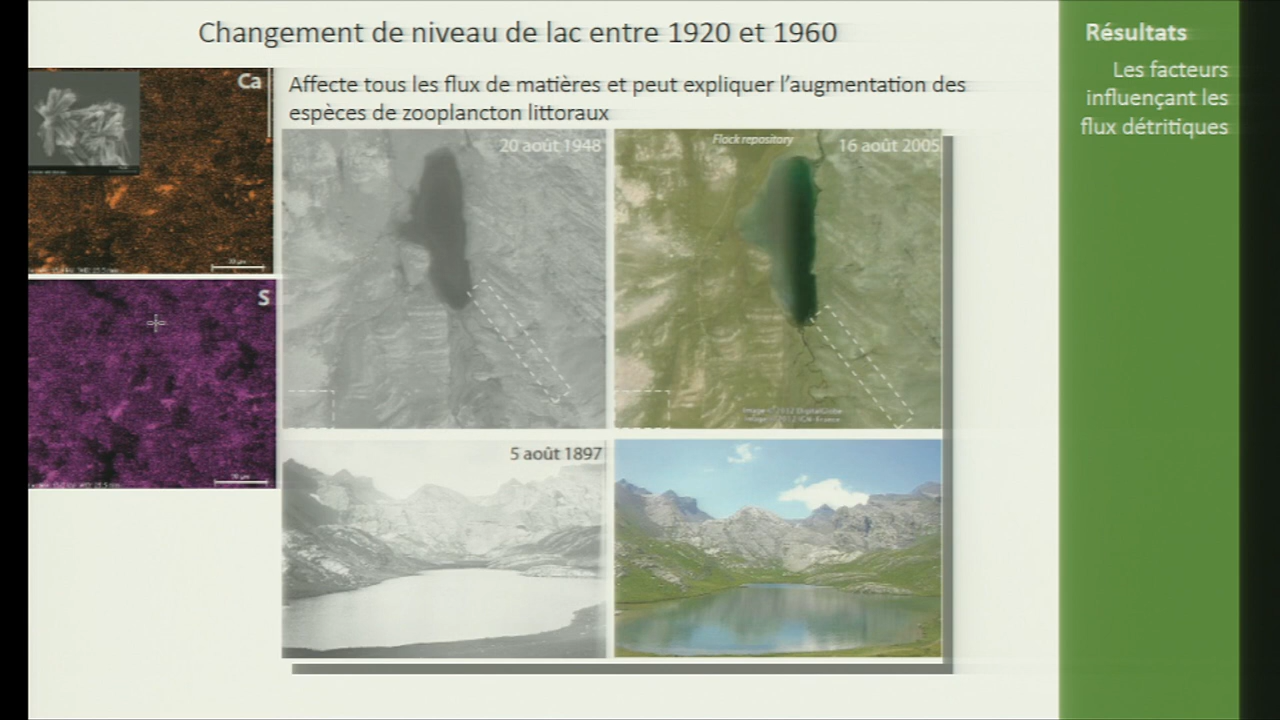 Changement de niveau de lac entre 1920 et 1960
Résultats
Les facteurs
influençant les
flux détritiques
Ca
Affecte tous les flux de matières et peut expliquer l’augmentation des
espèces de zooplancton littoraux
20 août 1948
Flock repository
16 août 2005
S
5 août 1897